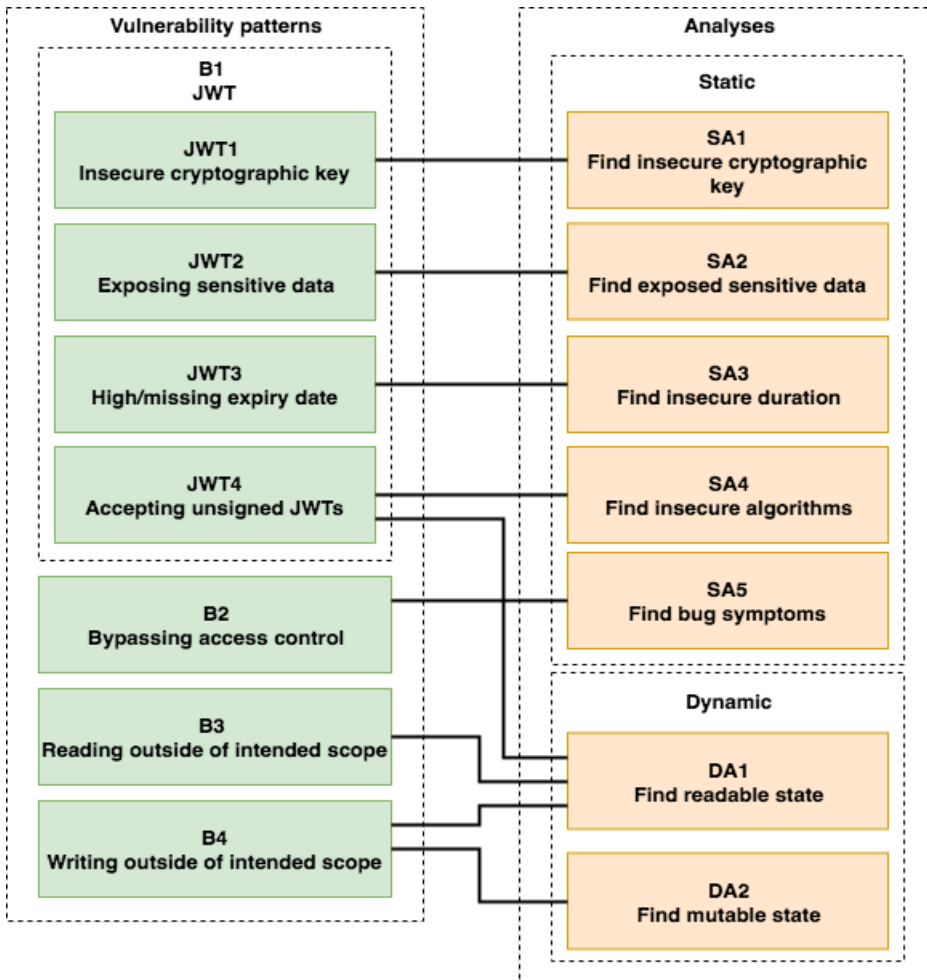 Vulnerability patterns
B1
JWT
JWT1
Insecure cryptographic key
JWT2
Exposing sensitive data
JWT3
High/missing expiry date
JWT4
Accepting unsigned JWTs
B2
Bypassing access control
B3
Reading outside of intended scope
B4
Writing outside of intended scope
Analyses
Static
SA1
Find insecure cryptographic
key
SA2
Find exposed sensitive data
SA3
Find insecure duration
SA4
Find insecure algorithms
SA5
Find bug symptoms
Dynamic
DA1
Find readable state
DA2
Find mutable state